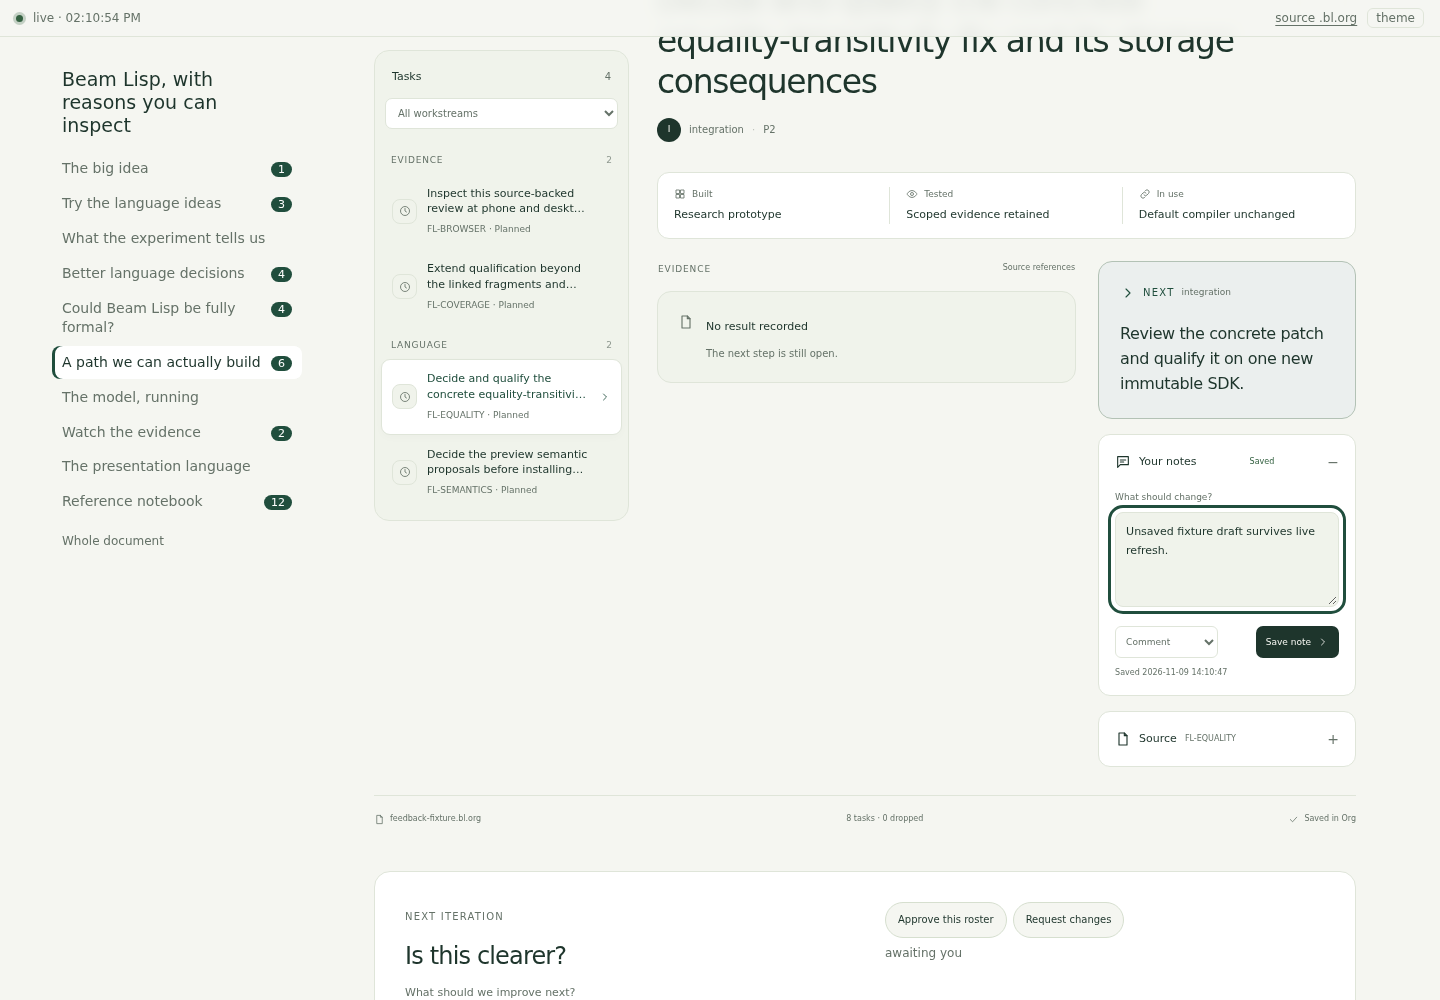 live · 02:10:54 PM
source .bl.org
theme
Beam Lisp, with
reasons you can
inspect
The big idea 1
Try the language ideas 3
What the experiment tells us
Better language decisions 4
Could Beam Lisp be fully 4
formal?
A path we can actually build 6
The model, running
Watch the evidence 2
The presentation language
Reference notebook 12
Whole document
Tasks 4
All workstreams
EVIDENCE 2
Inspect this source-backed
review at phone and deskt…
FL-BROWSER · Planned
Extend qualification beyond
the linked fragments and…
FL-COVERAGE · Planned
LANGUAGE 2
Decide and qualify the
concrete equality-transitivi…
FL-EQUALITY · Planned
Decide the preview semantic
proposals before installing…
FL-SEMANTICS · Planned
equality-transitivity fix and its storage
consequences
I integration · P2
Built
Research prototype
Tested
Scoped evidence retained
In use
Default compiler unchanged
EVIDENCE
Source references
No result recorded
The next step is still open.
NEXT integration
Review the concrete patch
and qualify it on one new
immutable SDK.
Your notes Saved −
What should change?
Unsaved fixture draft survives live
refresh.
Comment
Save note
Saved 2026-11-09 14:10:47
Source FL-EQUALITY +
feedback-fixture.bl.org
8 tasks · 0 dropped
Saved in Org
NEXT ITERATION
Is this clearer?
What should we improve next?
Approve this roster
Request changes
awaiting you